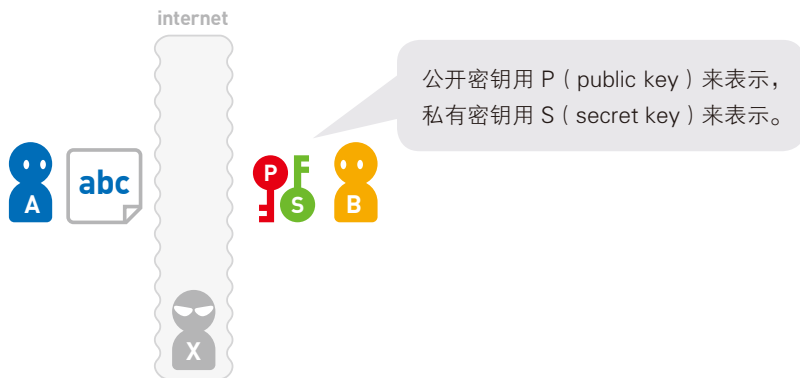 internet
公开密钥用 P（public key）来表示，
私有密钥用 S（secret key）来表示。
A
abc
P
S
B
X